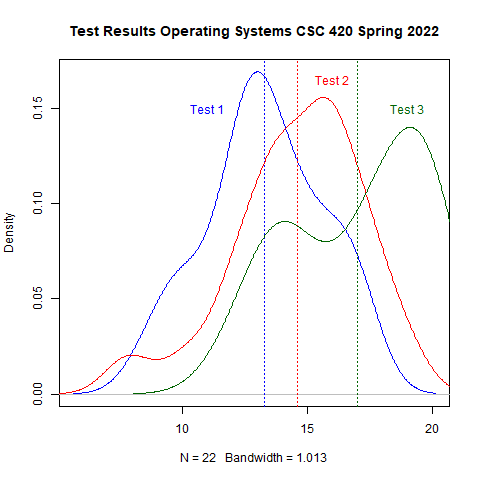 Test Results Operating Systems CSC 420 Spring 2022
Test 2
Test 1
Test 3
Density
0.15
0.10
0.05
0.00
10
15
20
N = 22 Bandwidth = 1.013